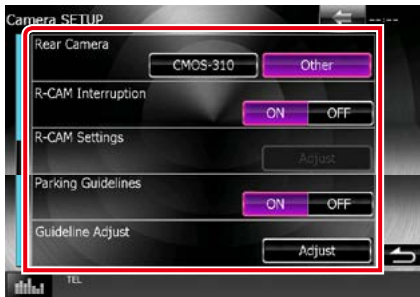 Camera SETUP --:--
Rear Camera
CMOS-310 Other
R-CAM Interruption
ON OFF
R-CAM Settings
Adjust
Parking Guidelines
ON OFF
Guideline Adjust
Adjust
TEL